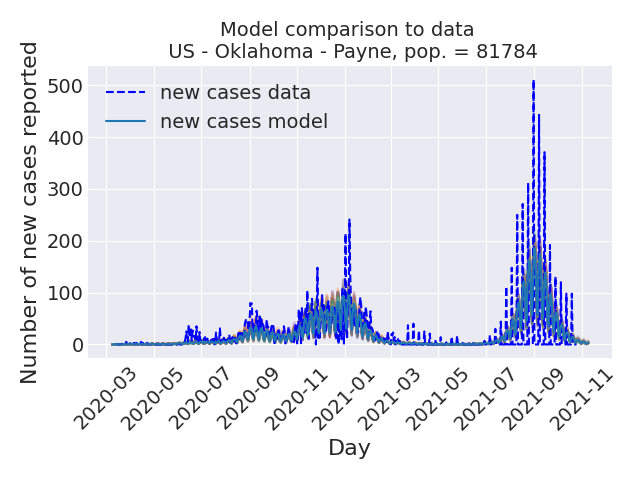 Model comparison to data
US - Oklahoma - Payne, pop. = 81784
Number of new cases reported
500
400
300
200
100
0
new cases data
new cases model
2020-03
2020-05
2020-07
2020-09
2020-11
2021-01
2021-03
2021-05
2021-07
2021-09
2021-11
Day